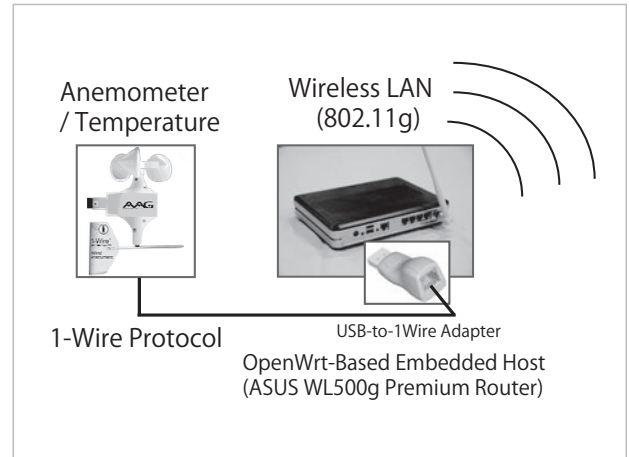 Anemometer
/ Temperature
Wireless LAN
(802.11g)
AAG
1-Wire
1-Wire Protocol
USB-to-1Wire Adapter
OpenWrt-Based Embedded Host
(ASUS WL500g Premium Router)